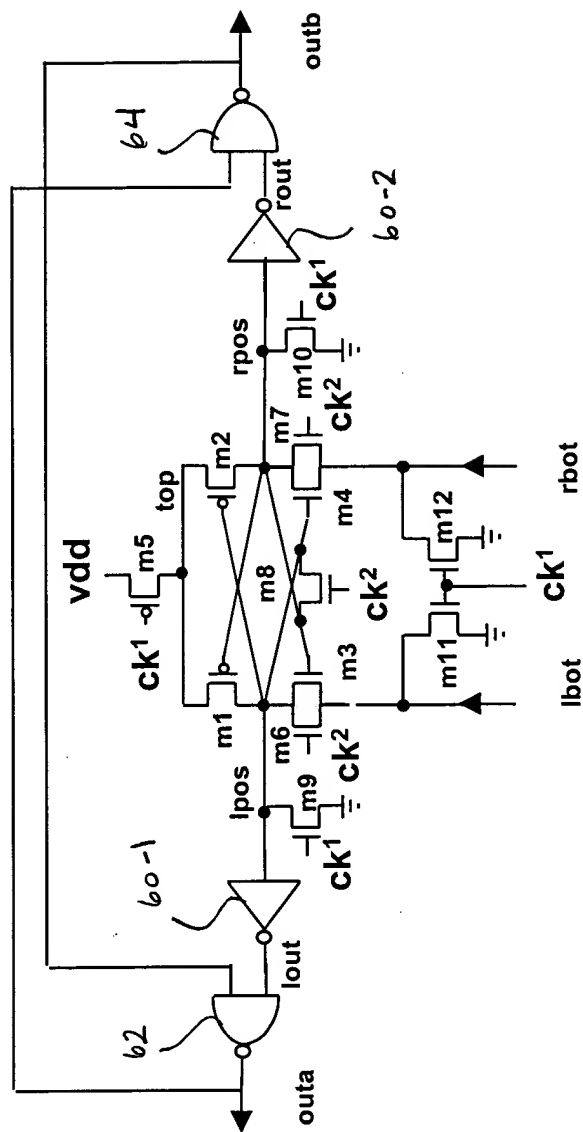 outb
64
rout
60-2
rpos
ck1
m10
ck2
m7
m2
top
vdd
m5
ck1
m4
rbot
m12
m8
ck2
ck1
m3
m11
m1
m6
ck2
lbot
lpos
m9
ck1
60-1
lout
62
outa